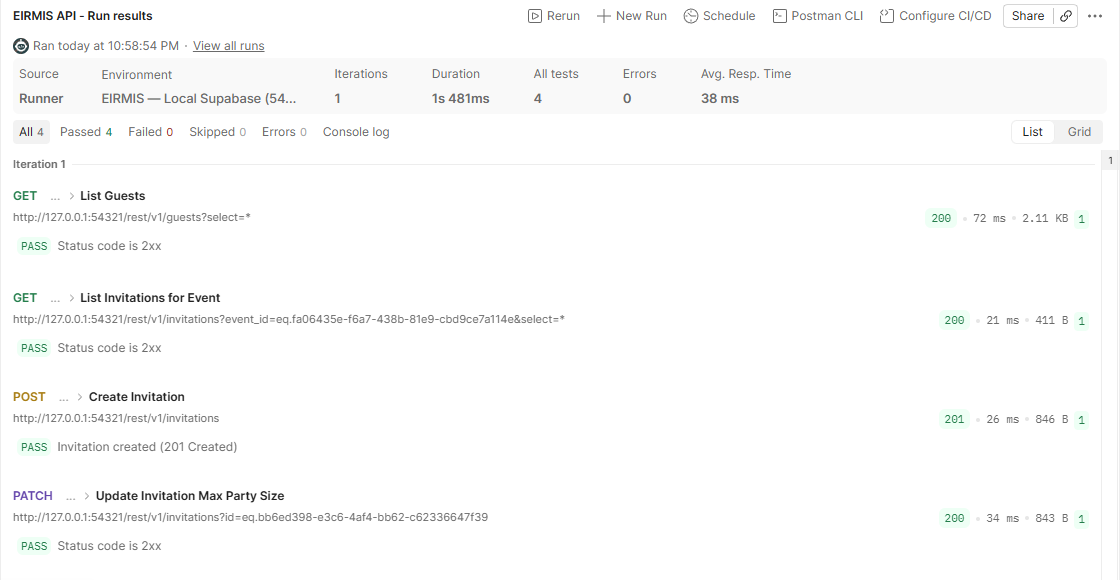 EIRMIS API - Run results
Rerun New Run Schedule Postman CLI Configure CI/CD Share
Ran today at 10:58:54 PM · View all runs
Source Environment Iterations Duration All tests Errors Avg. Resp. Time
Runner EIRMIS — Local Supabase (54... 1 1s 481ms 4 0 38 ms
All 4 Passed 4 Failed 0 Skipped 0 Errors 0 Console log List Grid
Iteration 1 1
GET ... > List Guests
http://127.0.0.1:54321/rest/v1/guests?select=* 200 • 72 ms • 2.11 KB 1
PASS Status code is 2xx
GET ... > List Invitations for Event
http://127.0.0.1:54321/rest/v1/invitations?event_id=eq.fa06435e-f6a7-438b-81e9-cbd9ce7a114e&select=* 200 • 21 ms • 411 B 1
PASS Status code is 2xx
POST ... > Create Invitation
http://127.0.0.1:54321/rest/v1/invitations 201 • 26 ms • 846 B 1
PASS Invitation created (201 Created)
PATCH ... > Update Invitation Max Party Size
http://127.0.0.1:54321/rest/v1/invitations?id=eq.bb6ed398-e3c6-4af4-bb62-c62336647f39 200 • 34 ms • 843 B 1
PASS Status code is 2xx